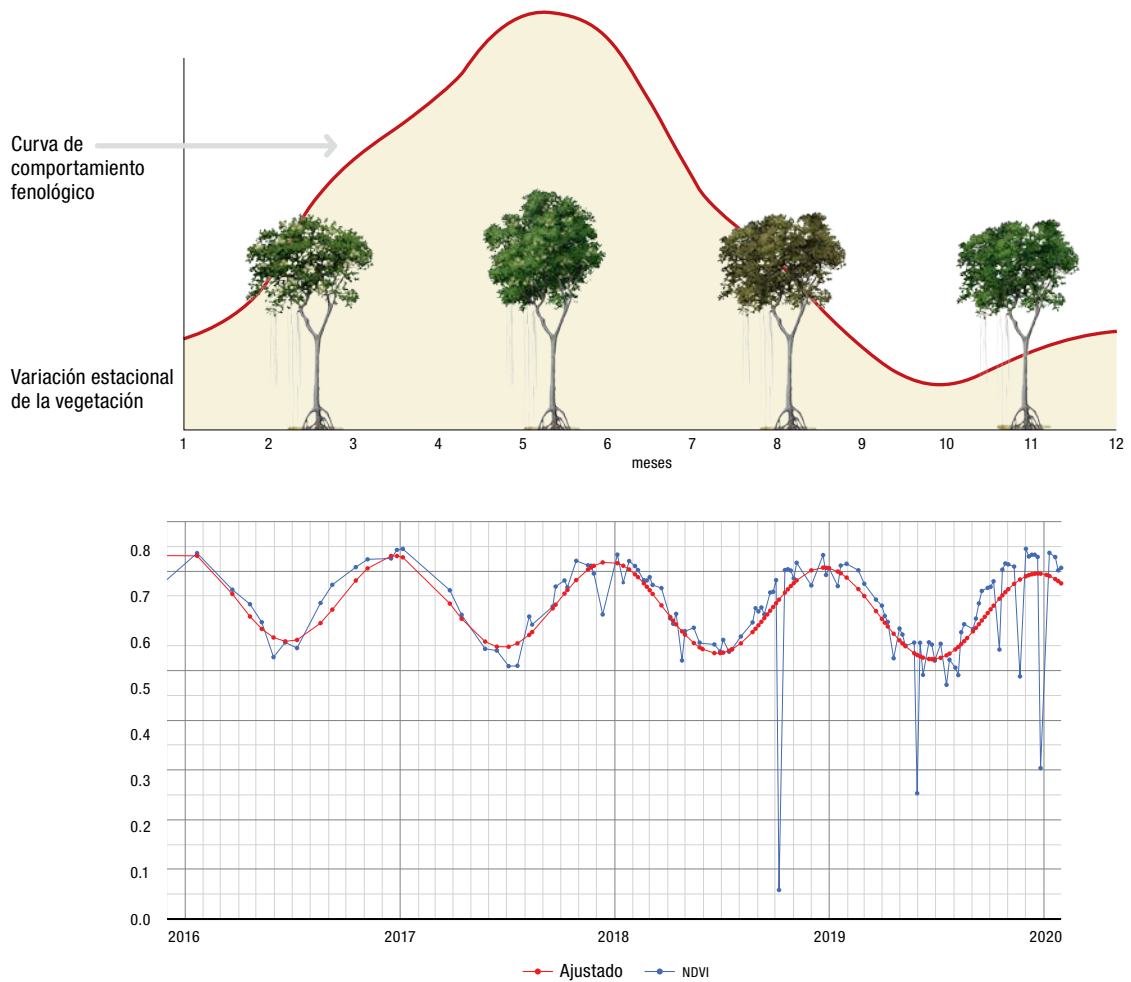 Curva de
comportamiento
fenológico
Variación estacional
de la vegetación
1 2 3 4 5 6 7 8 9 10 11 12
meses
0.8
0.7
0.6
0.5
0.4
0.3
0.2
0.1
0.0
2016 2017 2018 2019 2020
Ajustado NDVI